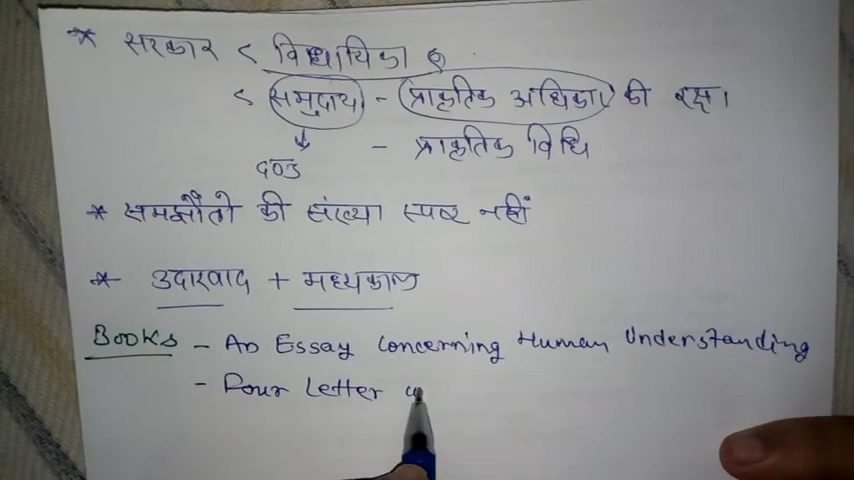 * सरकार < विधायिका
< समुदाय - प्राकृतिक अधिकार की रक्षा
दण्ड - प्राकृतिक विधि
* समझौतो की संख्या स्पष्ट नहीं
* उदारवाद + मध्यकाल
Books - An Essay Concerning Human Understanding
- Four Letter